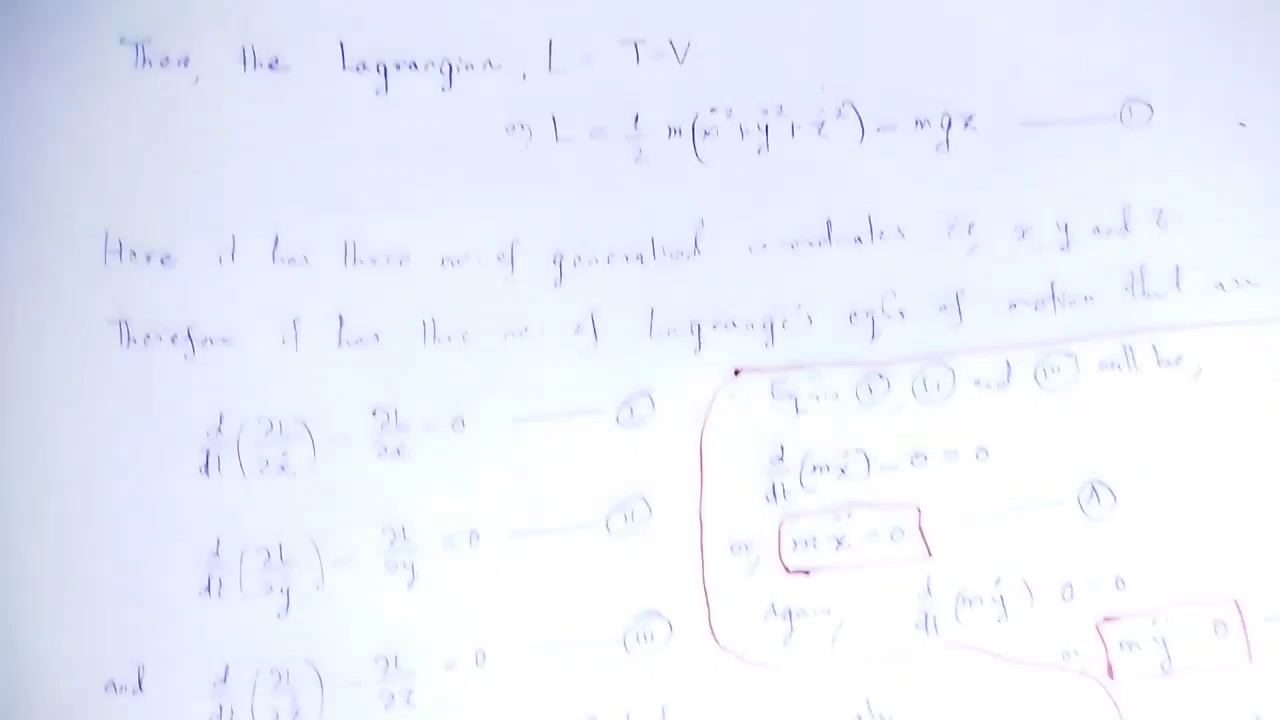 Then, the Lagrangian, L = T-V
or, L = 1/2 m(ẋ²+ẏ²+ż²) - mgz —— (1)
Here it has three no. of co-ordinates i.e, x, y and z
Therefore it has three no. of Lagrange's eqns of motion that are
d/dt (∂L/∂ẋ) - ∂L/∂x = 0 —— (I)
d/dt (∂L/∂ẏ) - ∂L/∂y = 0 —— (II)
and d/dt (∂L/∂ż) - ∂L/∂z = 0 —— (III)
(I) (II) and (III) will be,
d/dt (mẋ) - 0 = 0
or, mẍ = 0 —— (A)
Again, d/dt (mẏ) 0 = 0
or, mÿ = 0